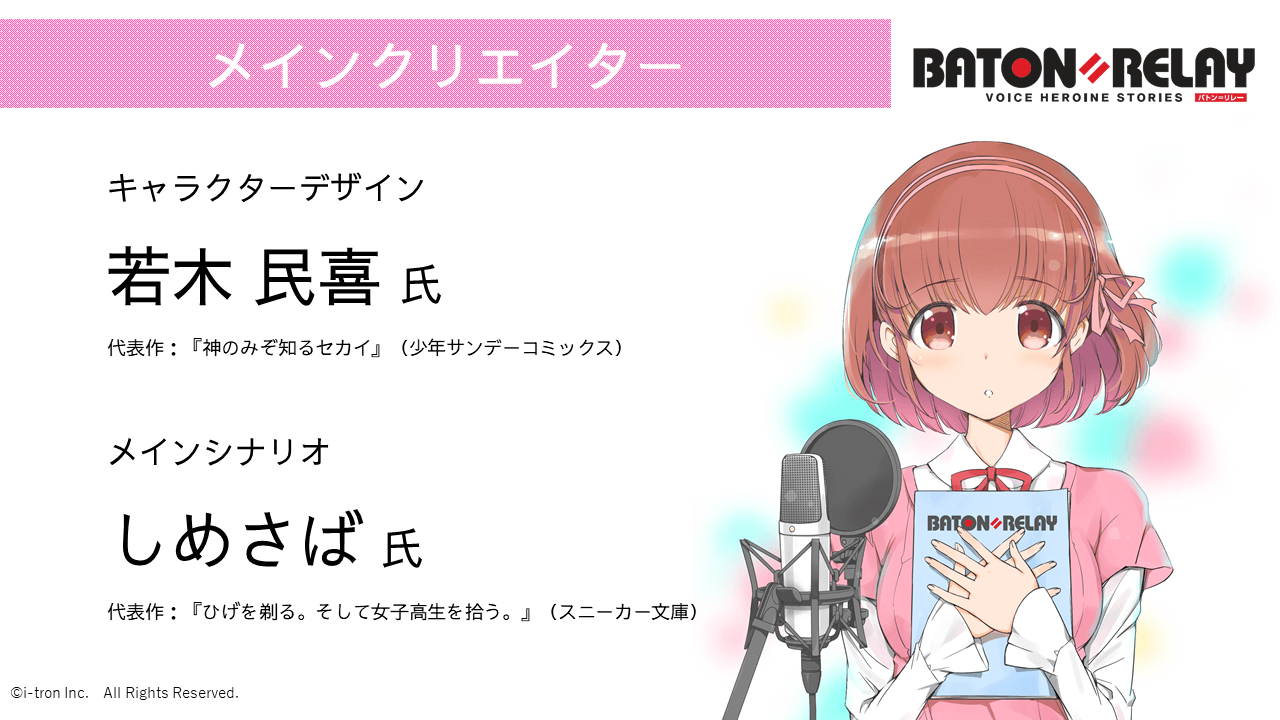 メインクリエイター
BATON=RELAY
VOICE HEROINE STORIES バトン=リレー
キャラクターデザイン
若木 民喜 氏
代表作：『神のみぞ知るセカイ』（少年サンデーコミックス）
メインシナリオ
しめさば 氏
代表作：『ひげを剃る。そして女子高生を拾う。』（スニーカー文庫）
BATON=RELAY
©i-tron Inc. All Rights Reserved.